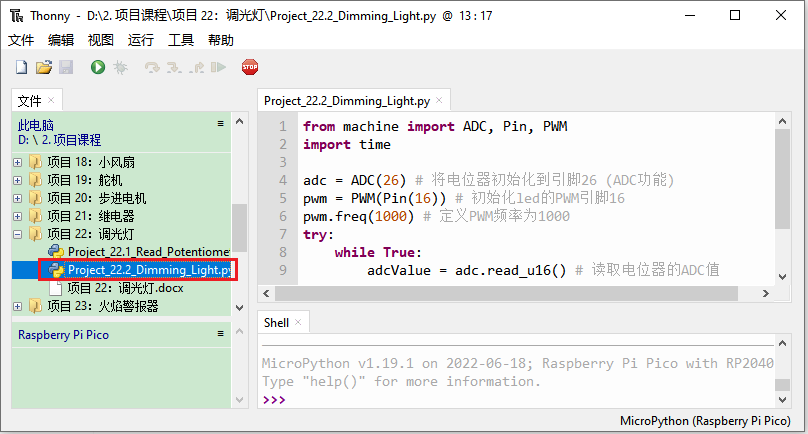 Thonny - D:\2. 项目课程\项目 22: 调光灯\Project_22.2_Dimming_Light.py @ 13 : 17
文件 编辑 视图 运行 工具 帮助
STOP
文件 ×
此电脑
D: \ 2. 项目课程
项目 18: 小风扇
项目 19: 舵机
项目 20: 步进电机
项目 21: 继电器
项目 22: 调光灯
Project_22.1_Read_Potentiome
Project_22.2_Dimming_Light.py
项目 22: 调光灯.docx
项目 23: 火焰警报器
Raspberry Pi Pico
Project_22.2_Dimming_Light.py ×
1 from machine import ADC, Pin, PWM
2 import time
3
4 adc = ADC(26) # 将电位器初始化到引脚26 (ADC功能)
5 pwm = PWM(Pin(16)) # 初始化led的PWM引脚16
6 pwm.freq(1000) # 定义PWM频率为1000
7 try:
8 while True:
9 adcValue = adc.read_u16() # 读取电位器的ADC值
Shell ×
MicroPython v1.19.1 on 2022-06-18; Raspberry Pi Pico with RP2040
Type "help()" for more information.
>>>
MicroPython (Raspberry Pi Pico)